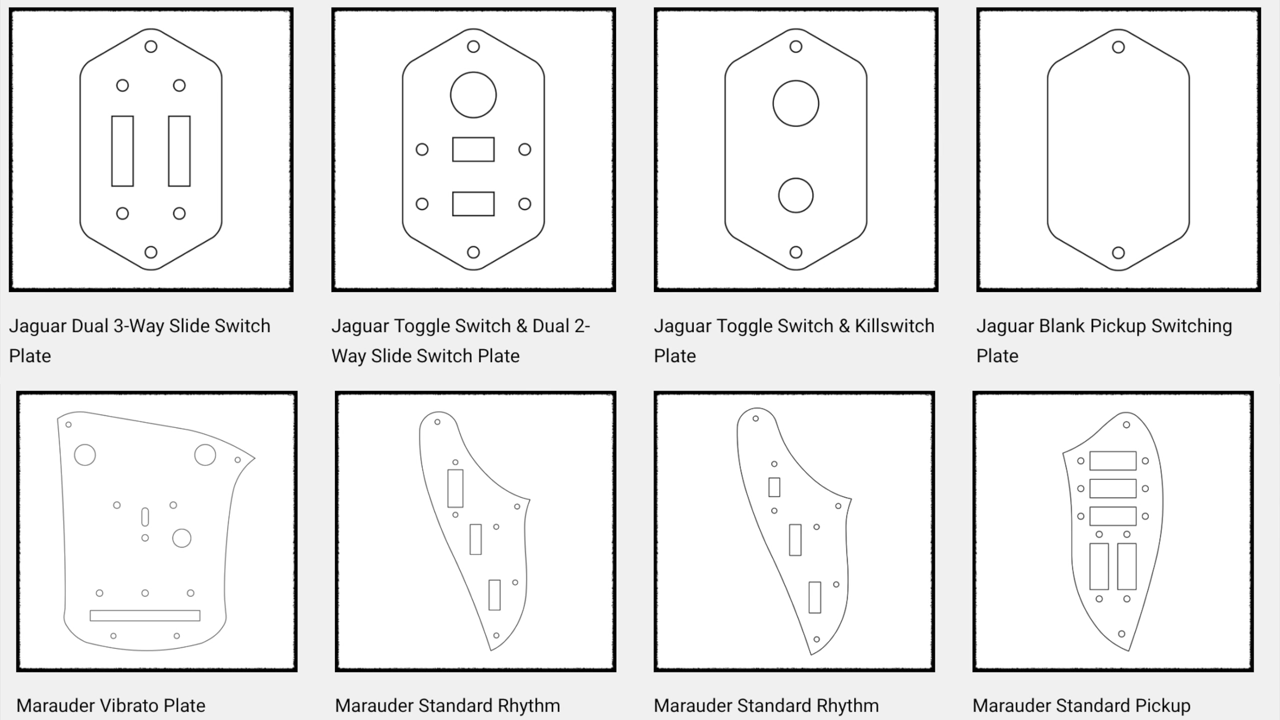 Jaguar Dual 3-Way Slide Switch
Plate
Jaguar Toggle Switch & Dual 2-
Way Slide Switch Plate
Jaguar Toggle Switch & Killswitch
Plate
Jaguar Blank Pickup Switching
Plate
Marauder Vibrato Plate
Marauder Standard Rhythm
Marauder Standard Rhythm
Marauder Standard Pickup